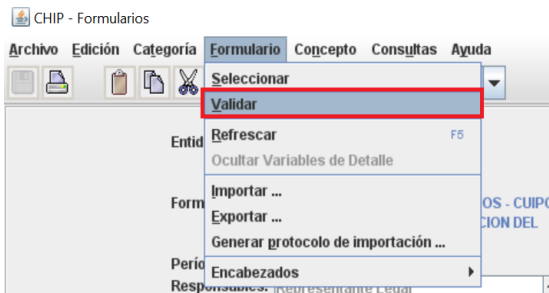 CHIP - Formularios
Archivo Edición Categoría Formulario Concepto Consultas Ayuda
Seleccionar
Validar
Entid
Refrescar F5
Ocultar Variables de Detalle
Form
Importar ...
OS - CUIPO
Exportar ...
CION DEL
Generar protocolo de importación ...
Perío
Encabezados
Responsables: Representante Legal